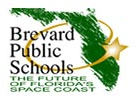 Brevard
Public
Schools
THE FUTURE
OF FLORIDA'S
SPACE COAST